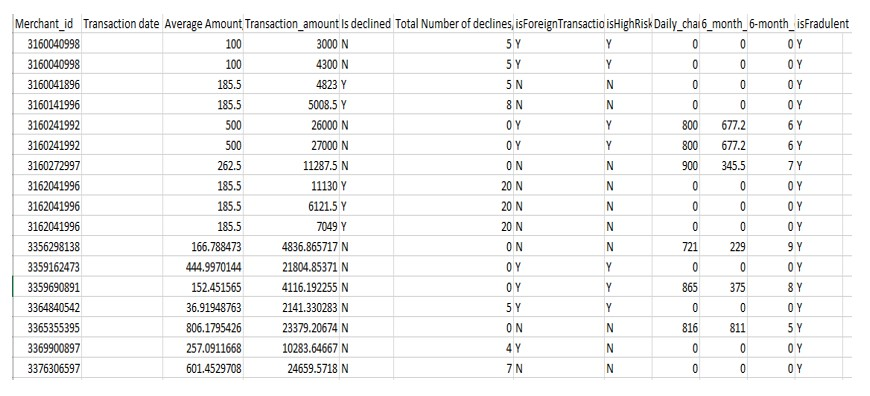 Merchant_id Transaction date Average Amount Transaction_amount Is declined Total Number of declines, isForeignTransactio isHighRisk Daily_cha 6_month_ 6-month_ isFradulent
3160040998 100 3000 N 5 Y Y 0 0 0 Y
3160040998 100 4300 N 5 Y Y 0 0 0 Y
3160041896 185.5 4823 Y 5 N N 0 0 0 Y
3160141996 185.5 5008.5 Y 8 N N 0 0 0 Y
3160241992 500 26000 N 0 Y Y 800 677.2 6 Y
3160241992 500 27000 N 0 Y Y 800 677.2 6 Y
3160272997 262.5 11287.5 N 0 N N 900 345.5 7 Y
3162041996 185.5 11130 Y 20 N N 0 0 0 Y
3162041996 185.5 6121.5 Y 20 N N 0 0 0 Y
3162041996 185.5 7049 Y 20 N N 0 0 0 Y
3356298138 166.788473 4836.865717 N 0 N N 721 229 9 Y
3359162473 444.9970144 21804.85371 N 0 Y Y 0 0 0 Y
3359690891 152.451565 4116.192255 N 0 Y Y 865 375 8 Y
3364840542 36.91948763 2141.330283 N 5 Y Y 0 0 0 Y
3365355395 806.1795426 23379.20674 N 0 N N 816 811 5 Y
3369900897 257.0911668 10283.64667 N 4 Y N 0 0 0 Y
3376306597 601.4529708 24659.5718 N 7 N N 0 0 0 Y